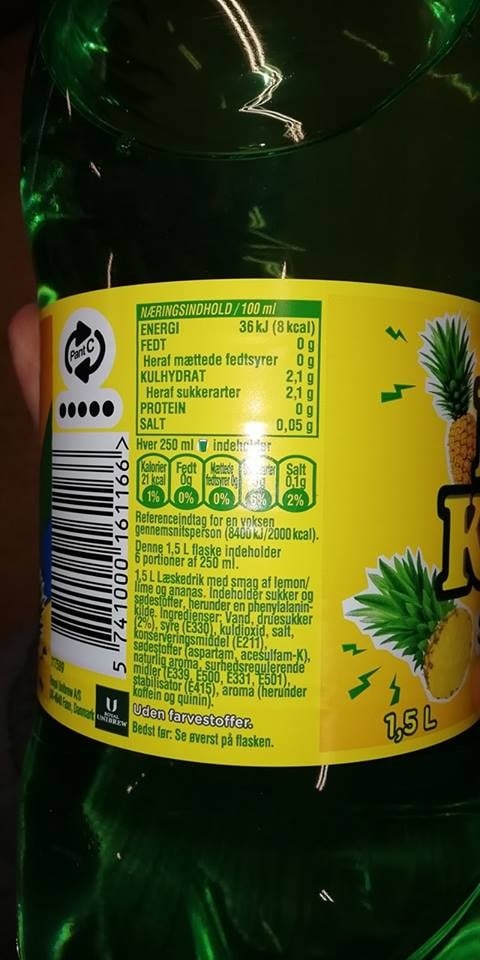 Pant C
NÆRINGSINDHOLD / 100 ml
ENERGI 36 kJ (8 kcal)
FEDT 0 g
Heraf mættede fedtsyrer 0 g
KULHYDRAT 2,1 g
Heraf sukkerarter 2,1 g
PROTEIN 0 g
SALT 0,05 g
Hver 250 ml indeholder
Kalorier 21 kcal 1%
Fedt 0g 0%
Mættede fedtsyrer 0g 0%
Sukkerarter 6%
Salt 0,1g 2%
Referenceindtag for en voksen
gennemsnitsperson (8400 kJ/2000 kcal).
Denne 1,5 L flaske indeholder
6 portioner af 250 ml.
1,5 L Læskedrik med smag af lemon/
lime og ananas. Indeholder sukker og
sødestoffer, herunder en phenylalanin-
kilde. Ingredienser: Vand, druesukker
(2%), syre (E330), kuldioxid, salt,
konserveringsmiddel (E211),
sødestoffer (aspartam, acesulfam-K),
naturlig aroma, surhedsregulerende
midler (E339, E500, E331, E501),
stabilisator (E415), aroma (herunder
koffein og quinin).
Uden farvestoffer.
Bedst før: Se øverst på flasken.
5 741000 161166 >
Royal Unibrew A/S
Faxe, Danmark
U
ROYAL
UNIBREW
K
1,5 L